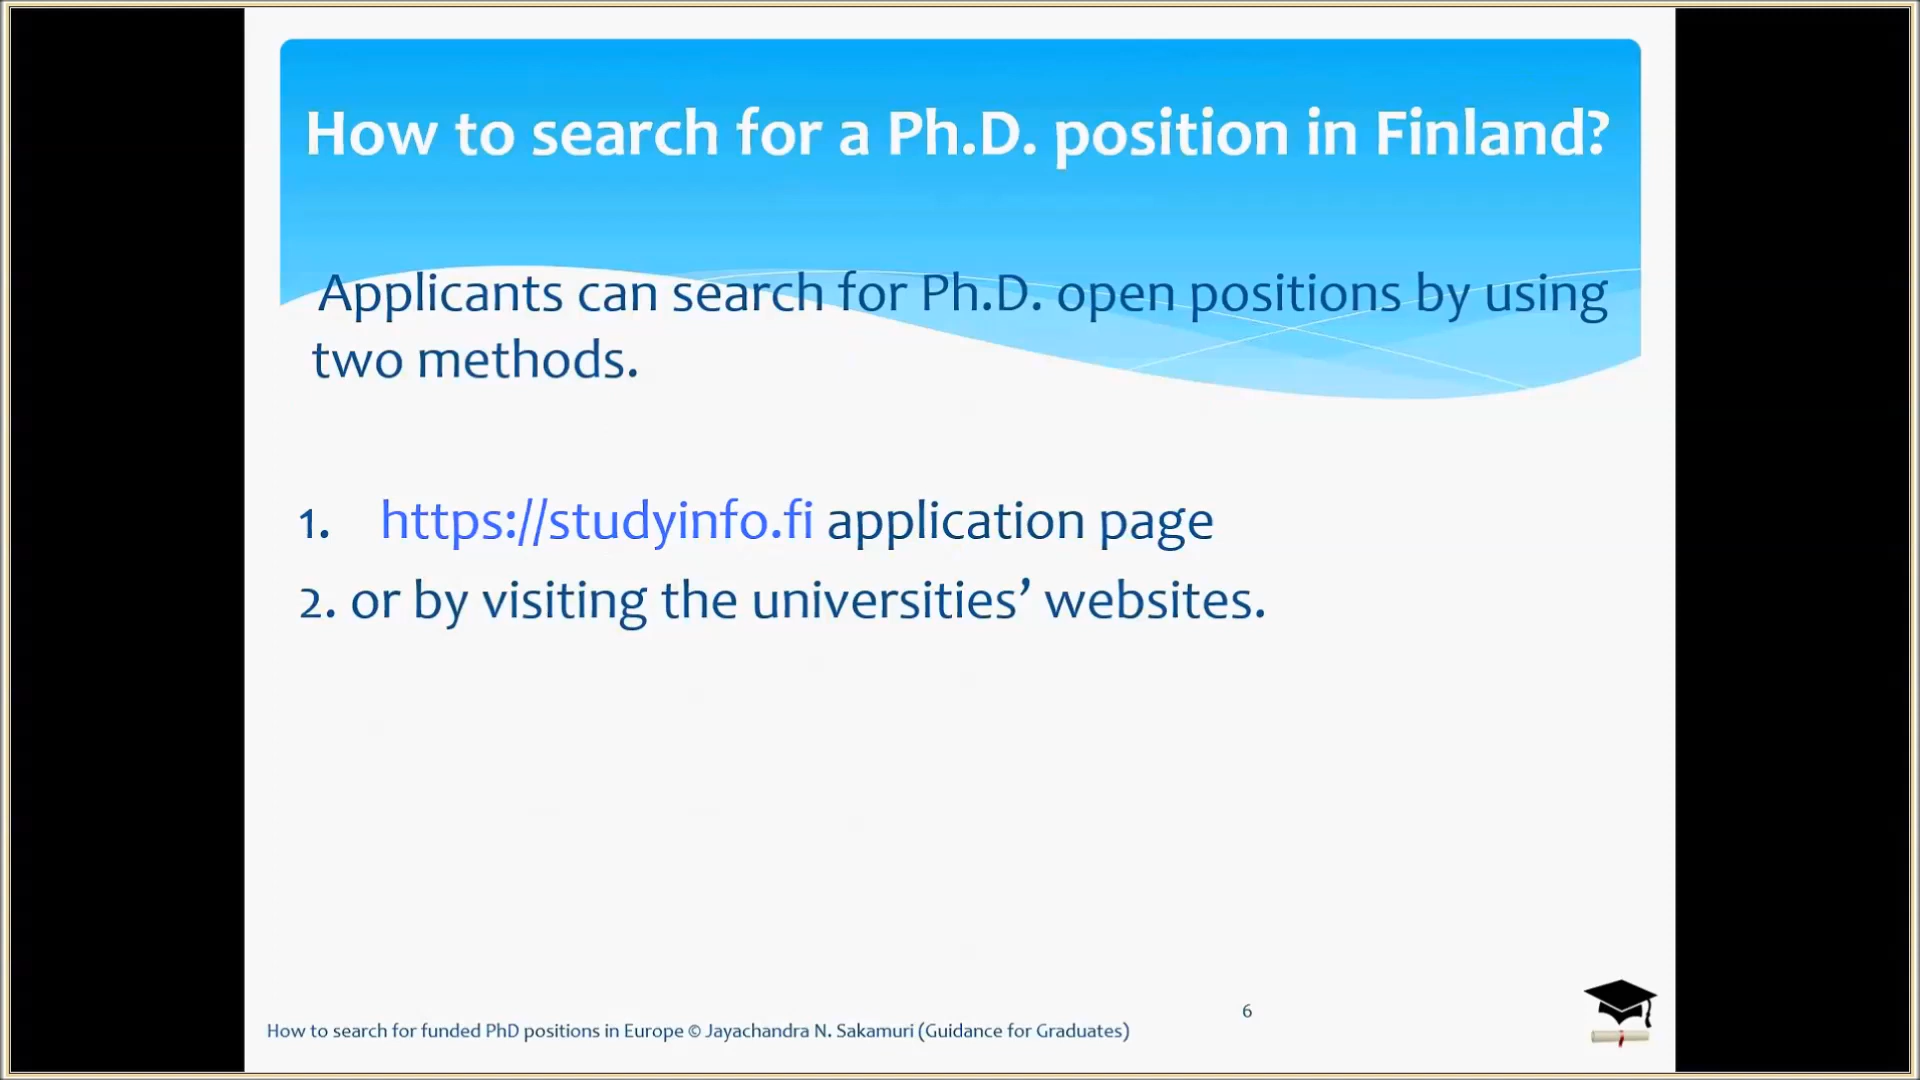 How to search for a Ph.D. position in Finland?
Applicants can search for Ph.D. open positions by using
two methods.
1. https://studyinfo.fi application page
2. or by visiting the universities’ websites.
6
How to search for funded PhD positions in Europe © Jayachandra N. Sakamuri (Guidance for Graduates)